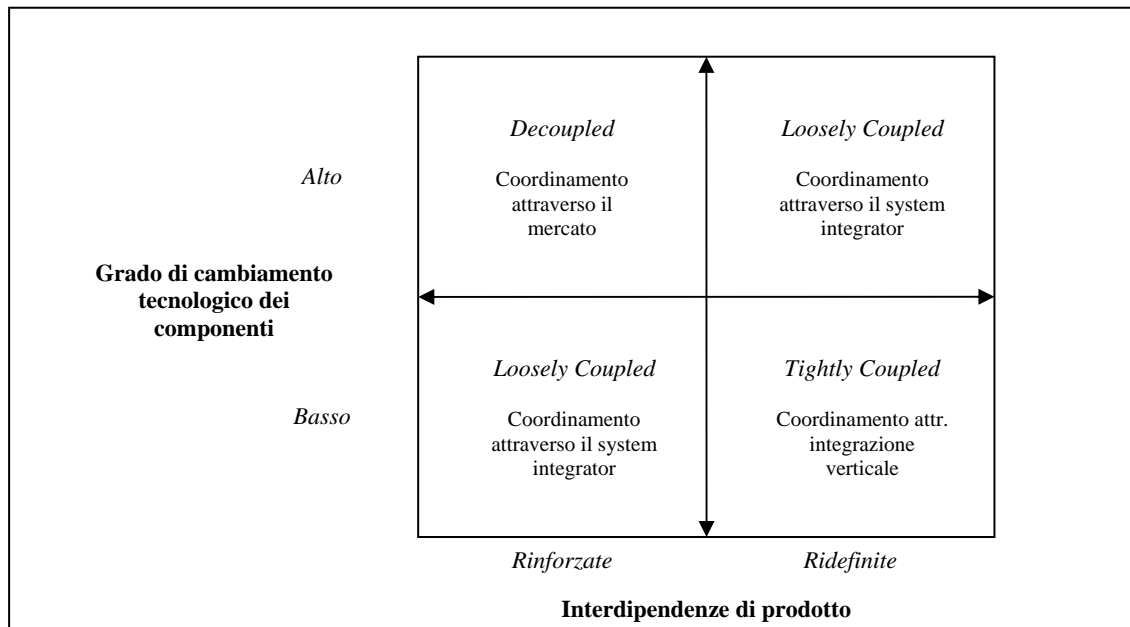 Decoupled
Coordinamento
attraverso il
mercato
Loosely Coupled
Coordinamento
attraverso il system
integrator
Alto
Grado di cambiamento
tecnologico dei
componenti
Basso
Loosely Coupled
Coordinamento
attraverso il system
integrator
Tightly Coupled
Coordinamento attr.
integrazione
verticale
Rinforzate
Ridefinite
Interdipendenze di prodotto